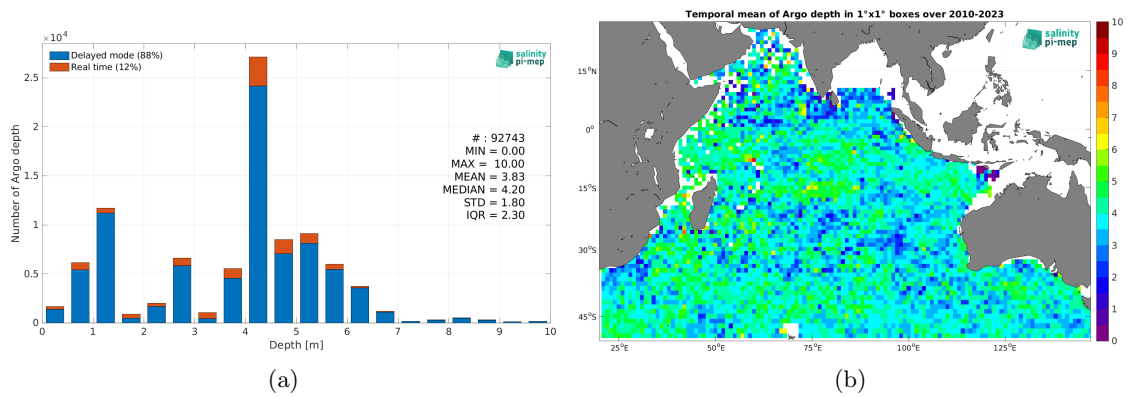 ×10⁴
Delayed mode (88%)
Real time (12%)
salinity
pi-mep
# : 92743
MIN = 0.00
MAX = 10.00
MEAN = 3.83
MEDIAN = 4.20
STD = 1.80
IQR = 2.30
Number of Argo depth
2.5
2
1.5
1
0.5
0
0 1 2 3 4 5 6 7 8 9 10
Depth [m]
(a)
Temporal mean of Argo depth in 1°x1° boxes over 2010-2023
salinity
pi-mep
15°N
0°
15°S
30°S
45°S
25°E 50°E 75°E 100°E 125°E
10
9
8
7
6
5
4
3
2
1
0
(b)